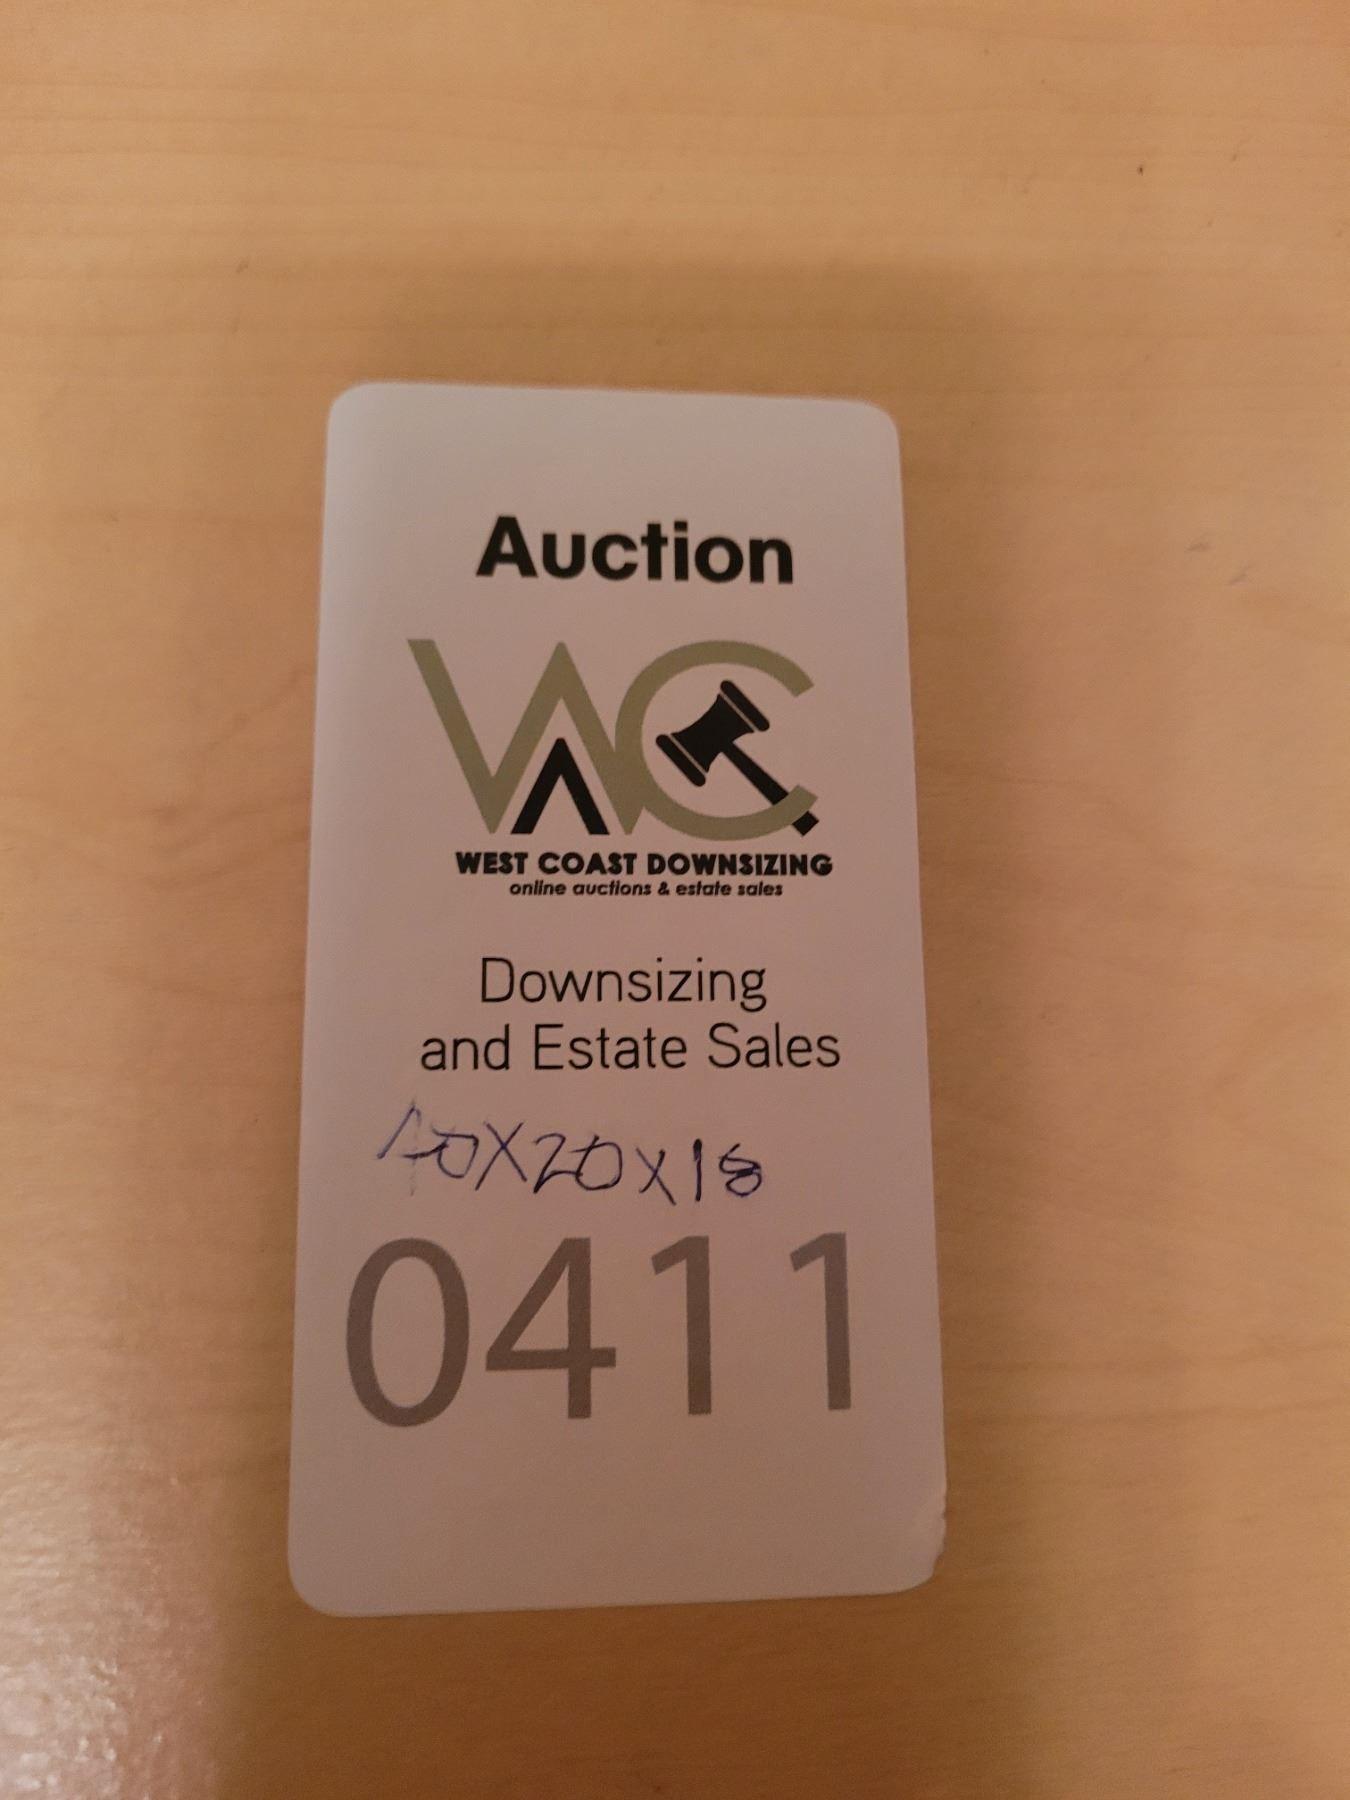 Auction
WC
WEST COAST DOWNSIZING
online auctions & estate sales
Downsizing
and Estate Sales
40X20X18
0411